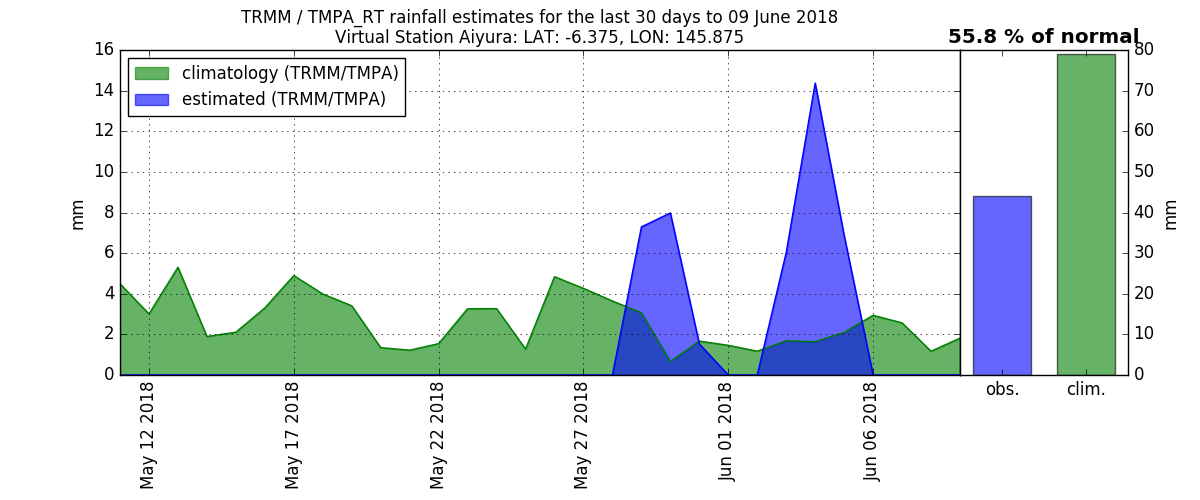 TRMM / TMPA_RT rainfall estimates for the last 30 days to 09 June 2018
Virtual Station Aiyura: LAT: -6.375, LON: 145.875
55.8 % of normal
climatology (TRMM/TMPA)
estimated (TRMM/TMPA)
16
14
12
10
8
6
4
2
0
mm
May 12 2018
May 17 2018
May 22 2018
May 27 2018
Jun 01 2018
Jun 06 2018
80
70
60
50
40
30
20
10
0
mm
obs.
clim.